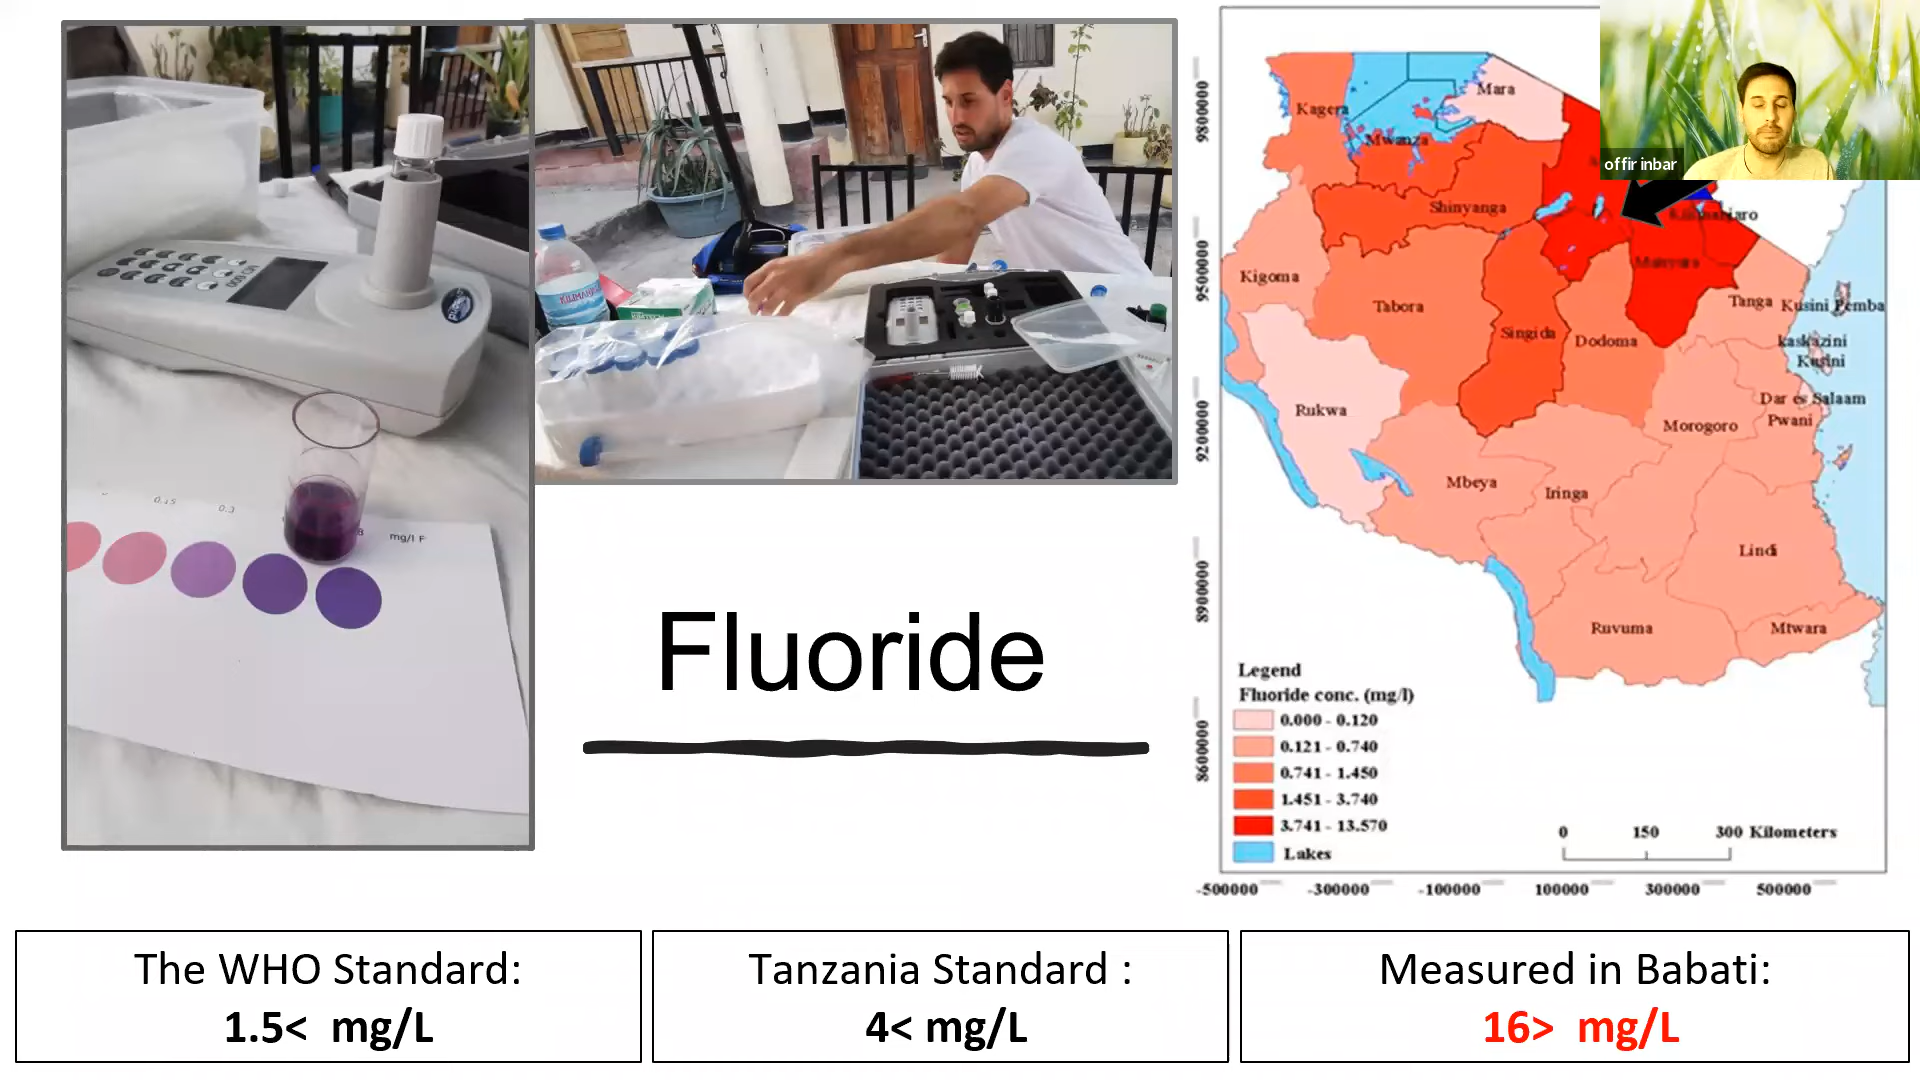 0.15
0.3
mg/l F
KILIMANJARO
KIMTECH
Fluoride
offir inbar
Mara
Kagera
Mwanza
Shinyanga
Kilimanjaro
Kigoma
Manyara
Tabora
Tanga
Kusini Pemba
Singida
Dodoma
kaskazini
Kusini
Rukwa
Dar es Salaam
Morogoro
Pwani
Mbeya
Iringa
Lindi
Ruvuma
Mtwara
9800000
9500000
9200000
8900000
8600000
Legend
Fluoride conc. (mg/l)
0.000 - 0.120
0.121 - 0.740
0.741 - 1.450
1.451 - 3.740
3.741 - 13.570
Lakes
0 150 300 Kilometers
-500000 -300000 -100000 100000 300000 500000
The WHO Standard:
1.5< mg/L
Tanzania Standard :
4< mg/L
Measured in Babati:
16> mg/L